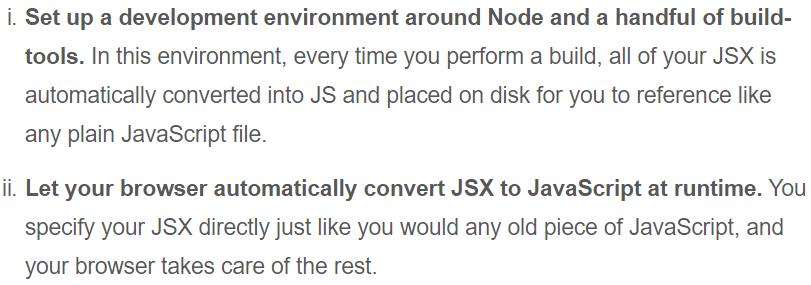 i. Set up a development environment around Node and a handful of build-
tools. In this environment, every time you perform a build, all of your JSX is
automatically converted into JS and placed on disk for you to reference like
any plain JavaScript file.
ii. Let your browser automatically convert JSX to JavaScript at runtime. You
specify your JSX directly just like you would any old piece of JavaScript, and
your browser takes care of the rest.